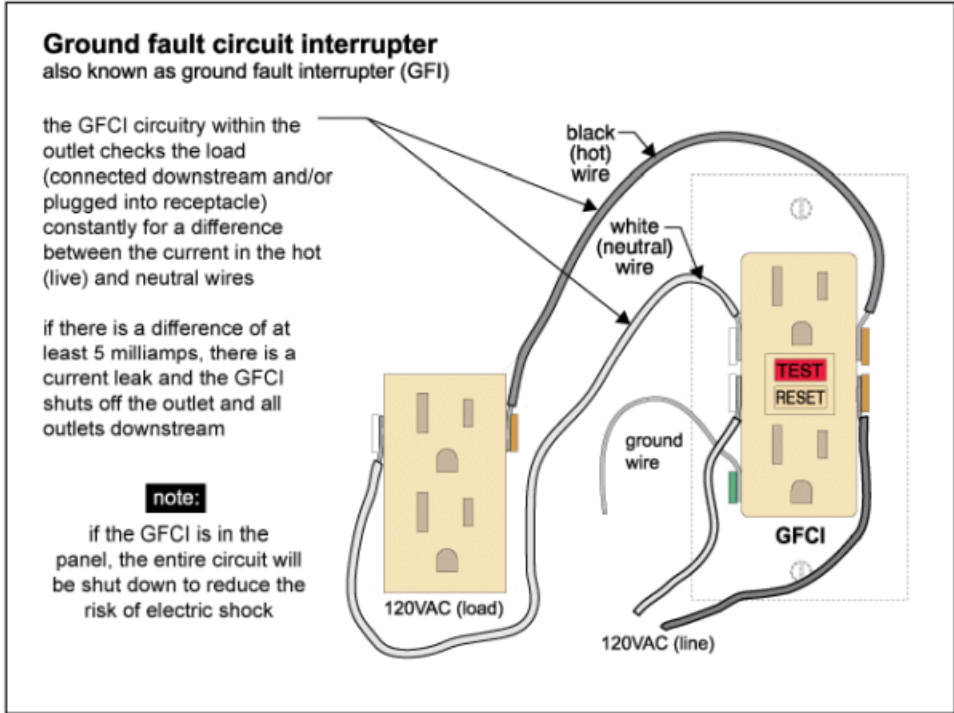 Ground fault circuit interrupter
also known as ground fault interrupter (GFI)
the GFCI circuitry within the
outlet checks the load
(connected downstream and/or
plugged into receptacle)
constantly for a difference
between the current in the hot
(live) and neutral wires
if there is a difference of at
least 5 milliamps, there is a
current leak and the GFCI
shuts off the outlet and all
outlets downstream
note:
if the GFCI is in the
panel, the entire circuit will
be shut down to reduce the
risk of electric shock
black
(hot)
wire
white
(neutral)
wire
TEST
RESET
ground
wire
GFCI
120VAC (load)
120VAC (line)